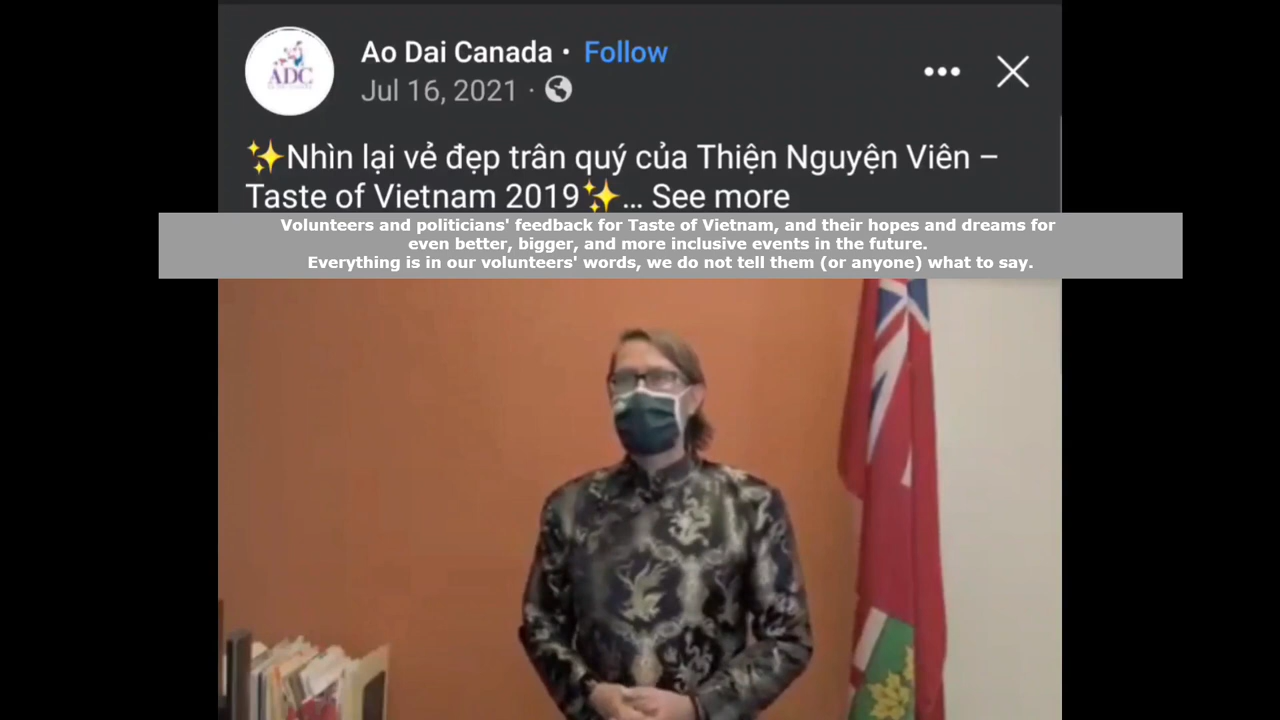 Ao Dai Canada · Follow
ADC
Jul 16, 2021 ·
✨Nhìn lại vẻ đẹp trân quý của Thiện Nguyện Viên –
Taste of Vietnam 2019✨... See more
Volunteers and politicians' feedback for Taste of Vietnam, and their hopes and dreams for
even better, bigger, and more inclusive events in the future.
Everything is in our volunteers' words, we do not tell them (or anyone) what to say.